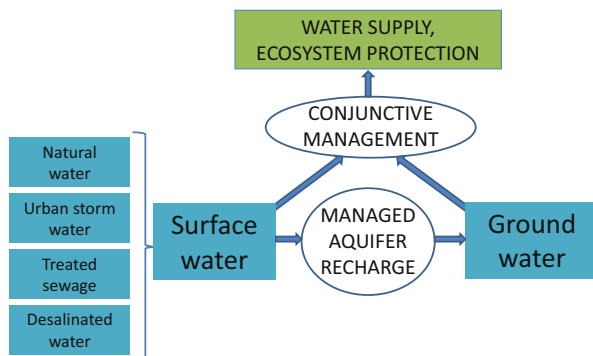 WATER SUPPLY,
ECOSYSTEM PROTECTION
CONJUNCTIVE
MANAGEMENT
Natural
water
Urban storm
water
Treated
sewage
Desalinated
water
Surface
water
MANAGED
AQUIFER
RECHARGE
Ground
water